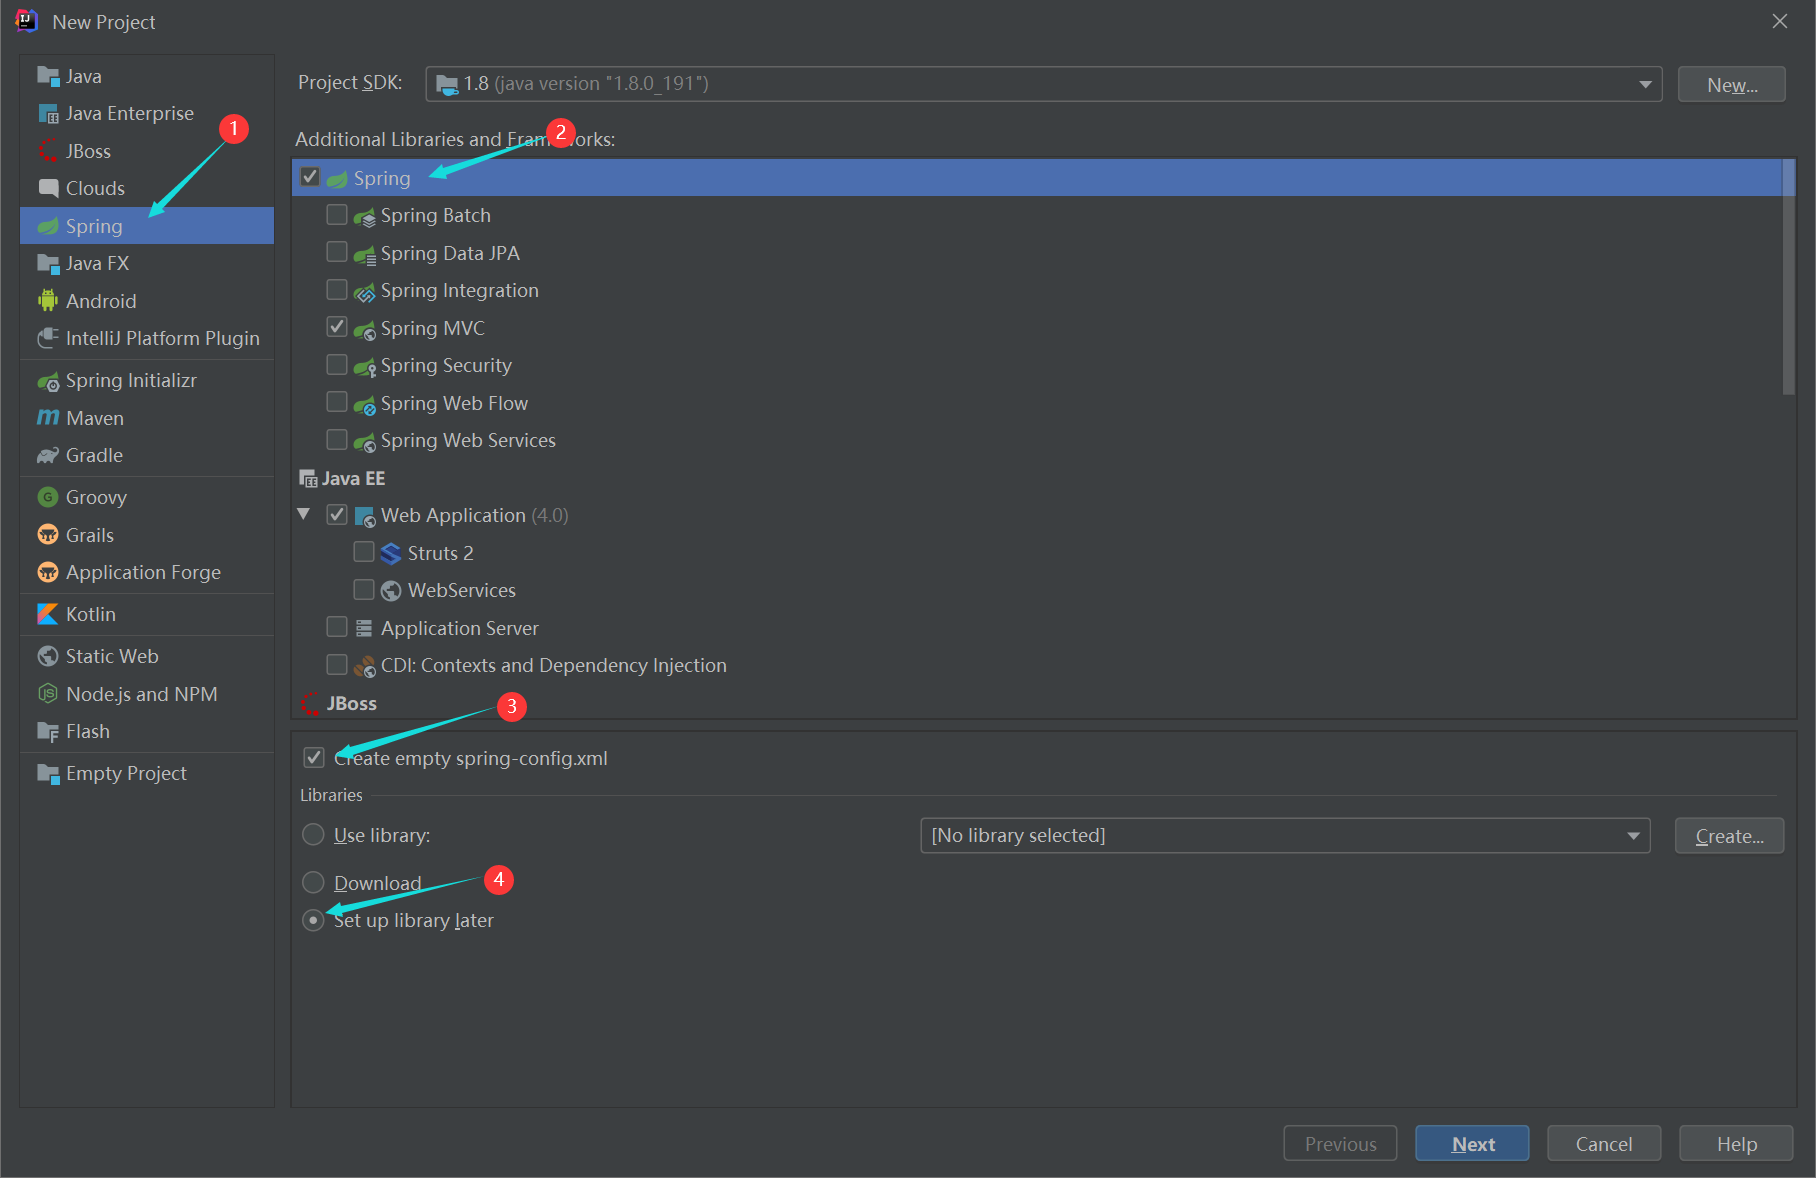 New Project
Java
Java Enterprise
JBoss
Clouds
Spring
Java FX
Android
IntelliJ Platform Plugin
Spring Initializr
Maven
Gradle
Groovy
Grails
Application Forge
Kotlin
Static Web
Node.js and NPM
Flash
Empty Project
1
Project SDK: 1.8 (java version "1.8.0_191") New...
Additional Libraries and Frameworks:
2
Spring
Spring Batch
Spring Data JPA
Spring Integration
Spring MVC
Spring Security
Spring Web Flow
Spring Web Services
Java EE
Web Application (4.0)
Struts 2
WebServices
Application Server
CDI: Contexts and Dependency Injection
JBoss
3
Create empty spring-config.xml
Libraries
Use library: [No library selected] Create...
Download
4
Set up library later
Previous Next Cancel Help